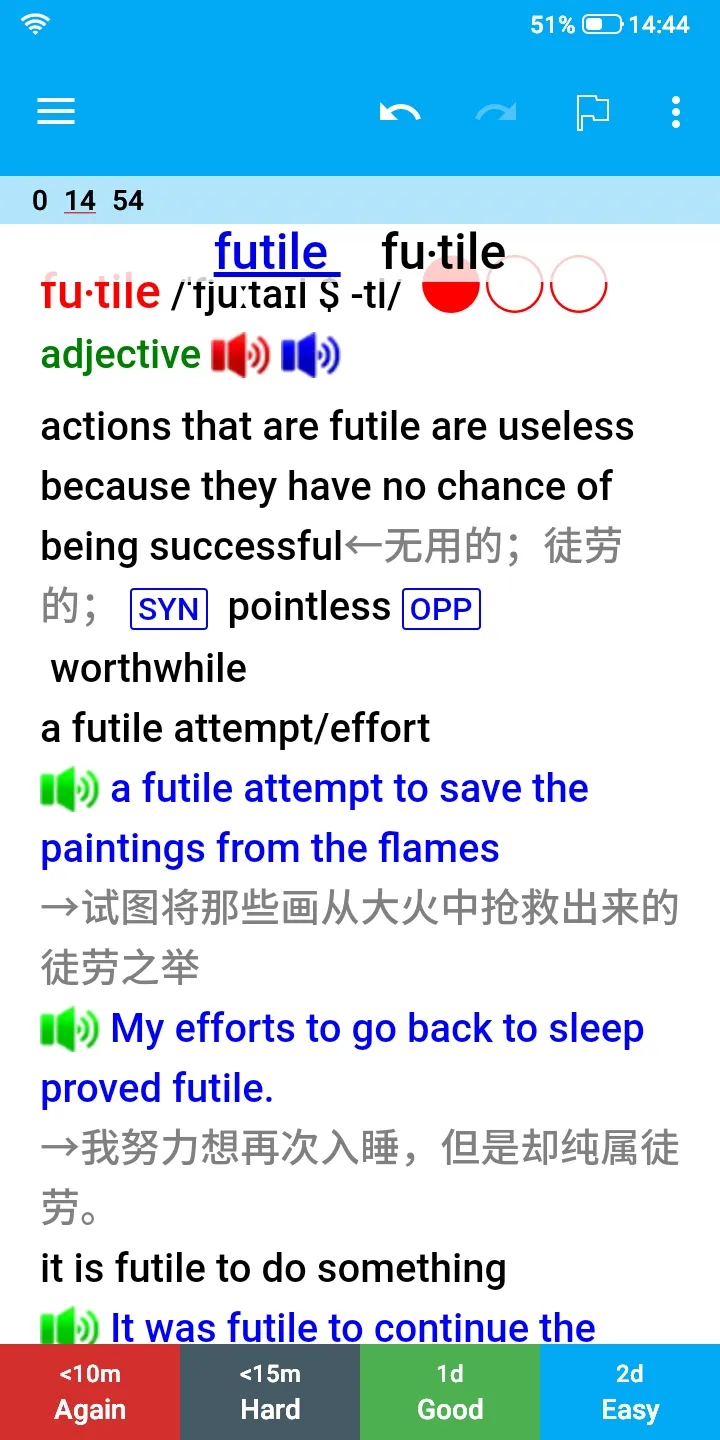 51% 14:44
0 14 54
futile fu·tile
fu·tile /ˈfjuːtaɪl $ -tl/
adjective
actions that are futile are useless
because they have no chance of
being successful←无用的；徒劳
的； SYN pointless OPP
worthwhile
a futile attempt/effort
a futile attempt to save the
paintings from the flames
→试图将那些画从大火中抢救出来的
徒劳之举
My efforts to go back to sleep
proved futile.
→我努力想再次入睡，但是却纯属徒
劳。
it is futile to do something
It was futile to continue the
<10m <15m 1d 2d
Again Hard Good Easy